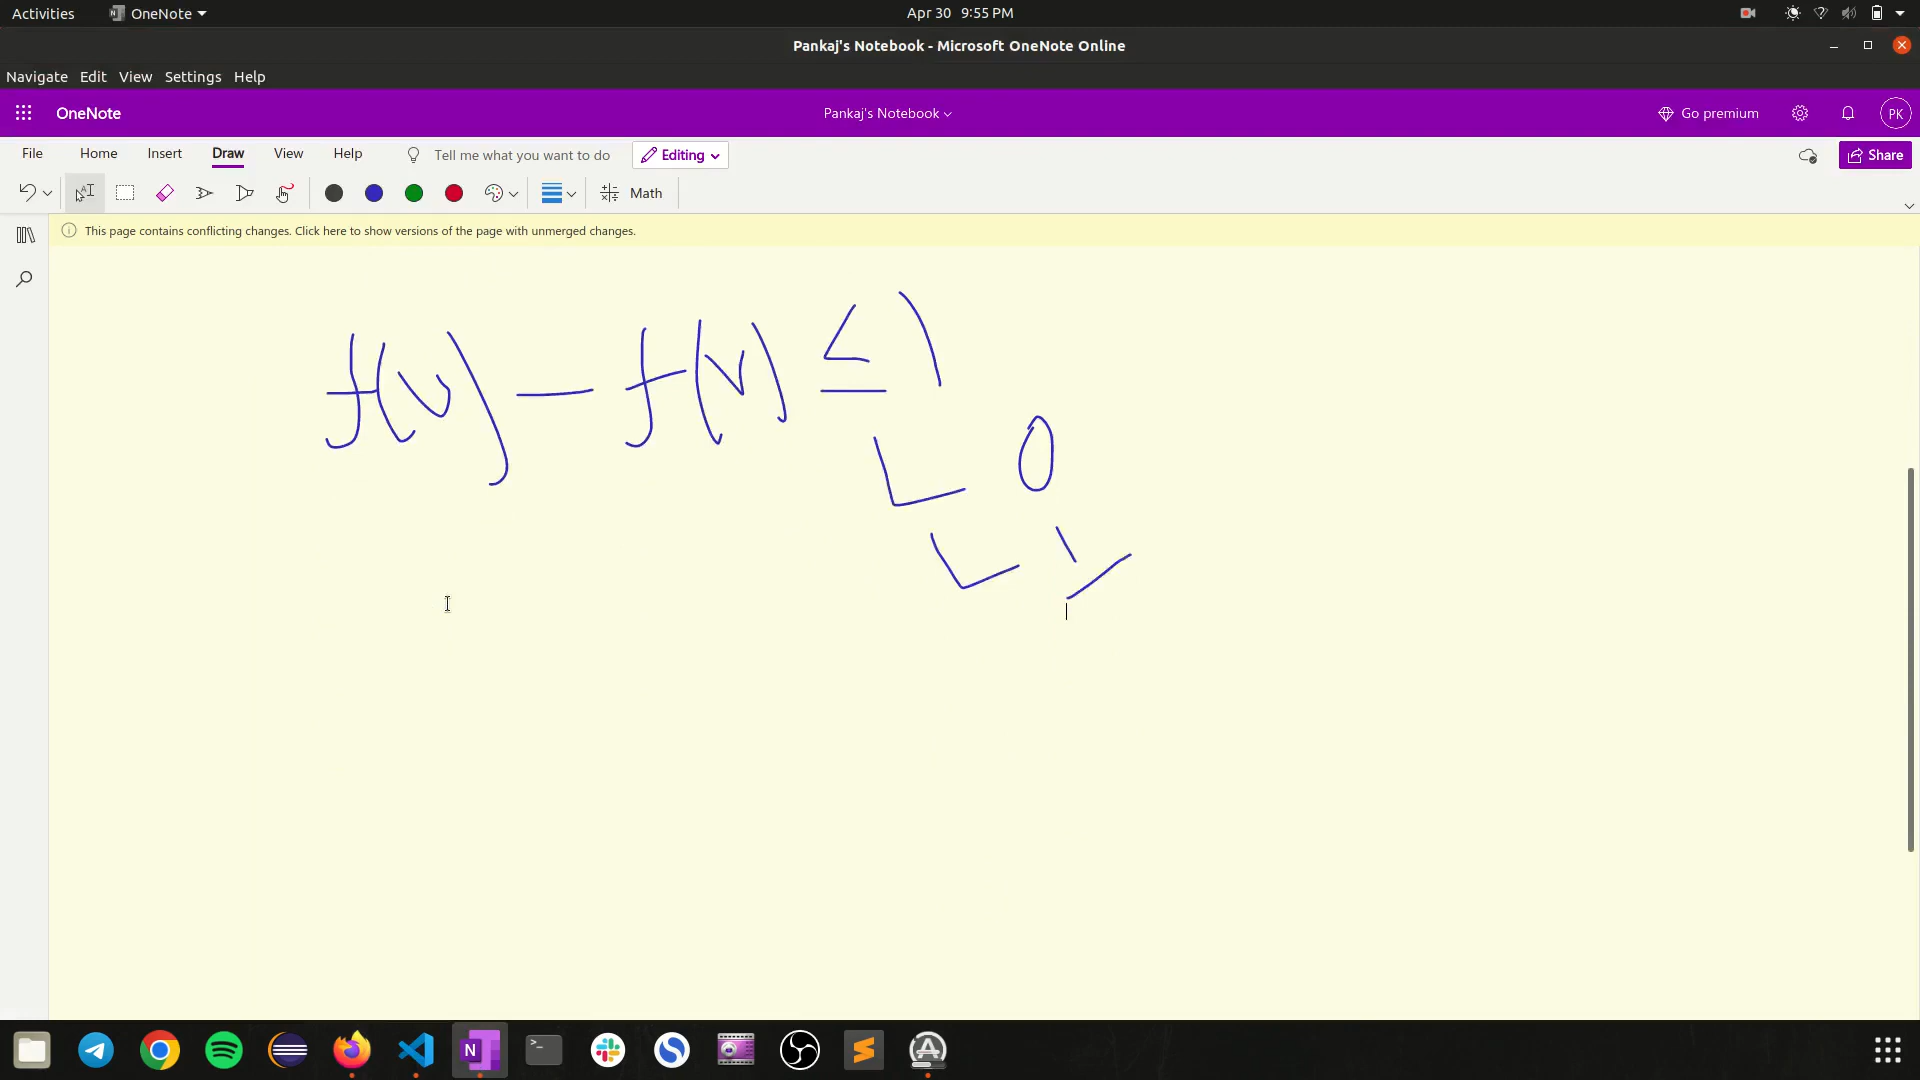 Activities OneNote Apr 30 9:55 PM
Pankaj's Notebook - Microsoft OneNote Online
Navigate Edit View Settings Help
OneNote Pankaj's Notebook Go premium PK
File Home Insert Draw View Help Tell me what you want to do Editing Share
Math
This page contains conflicting changes. Click here to show versions of the page with unmerged changes.
f(v) — f(v) ≤ 1
0